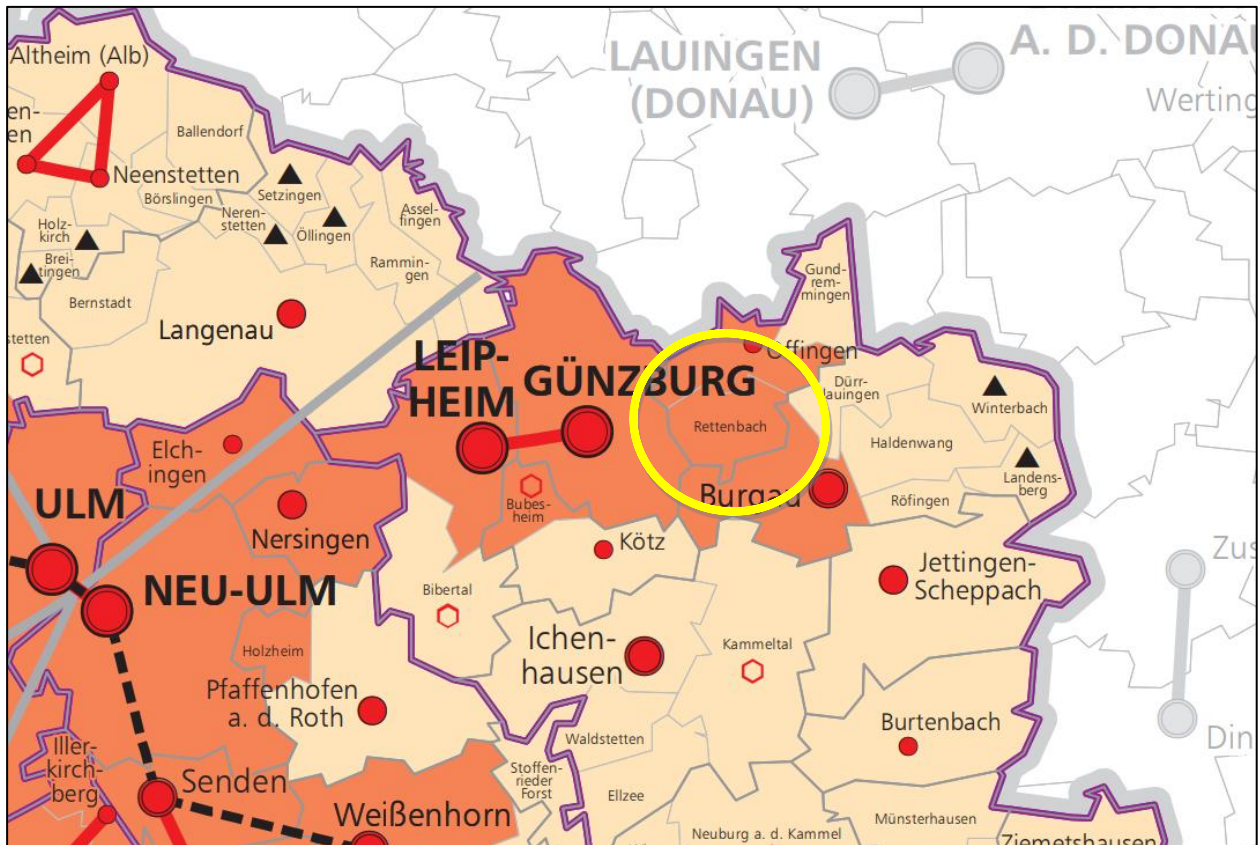 LAUINGEN
(DONAU)
A. D. DONAU
Werting
Altheim (Alb)
en-
en
Neenstetten
Ballendorf
Börslingen
Setzingen
Neren-
stetten
Öllingen
Assel-
fingen
Holz-
kirch
Brei-
tingen
Rammin-
gen
Bernstadt
Langenau
stetten
Gund-
rem-
mingen
LEIP-
HEIM
GÜNZBURG
Offingen
Dürr-
lauingen
Winterbach
Rettenbach
Haldenwang
Landens-
berg
Röfingen
Burgau
Elch-
ingen
Bubes-
heim
ULM
Nersingen
Kötz
Jettingen-
Scheppach
Zus
NEU-ULM
Bibertal
Ichen-
hausen
Kammeltal
Holzheim
Pfaffenhofen
a. d. Roth
Burtenbach
Din
Waldstetten
Iller-
kirch-
berg
Senden
Stoffen-
rieder
Forst
Ellzee
Weißenhorn
Münsterhausen
Neuburg a. d. Kammel
Ziemetshausen